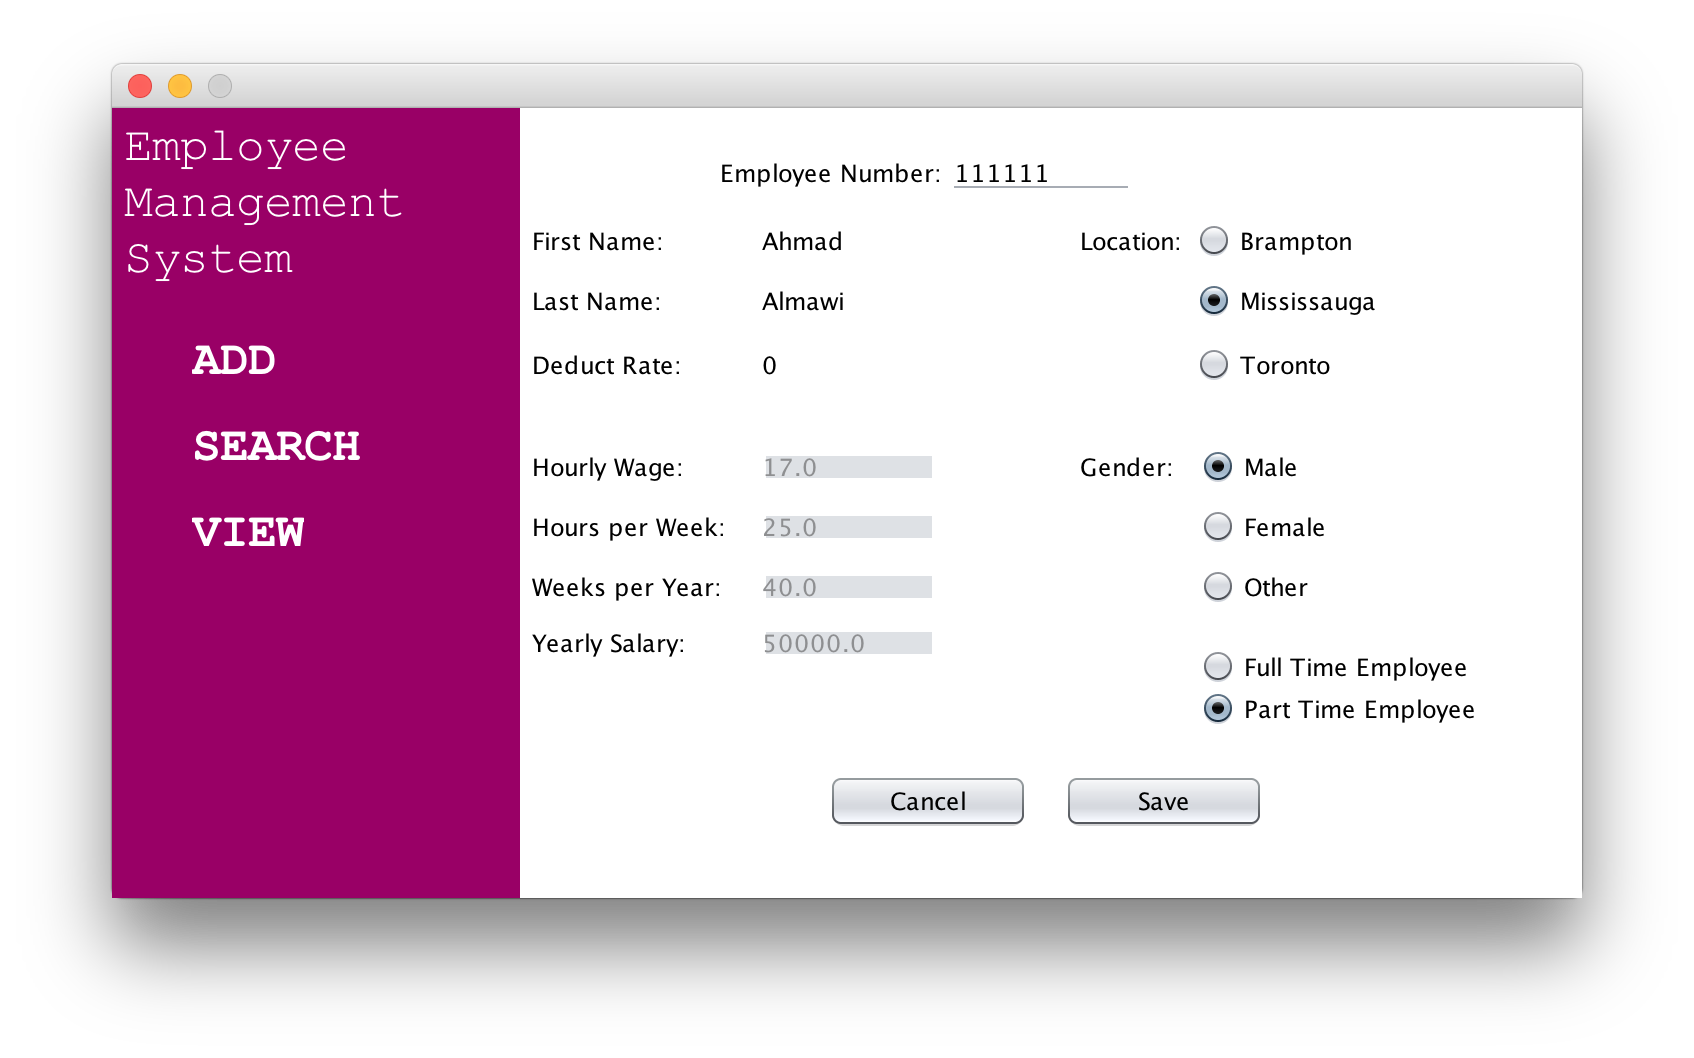 Employee
Management
System
ADD
SEARCH
VIEW
Employee Number: 111111
First Name: Ahmad
Last Name: Almawi
Deduct Rate: 0
Location: Brampton
Mississauga
Toronto
Hourly Wage: 17.0
Hours per Week: 25.0
Weeks per Year: 40.0
Yearly Salary: 50000.0
Gender: Male
Female
Other
Full Time Employee
Part Time Employee
Cancel
Save